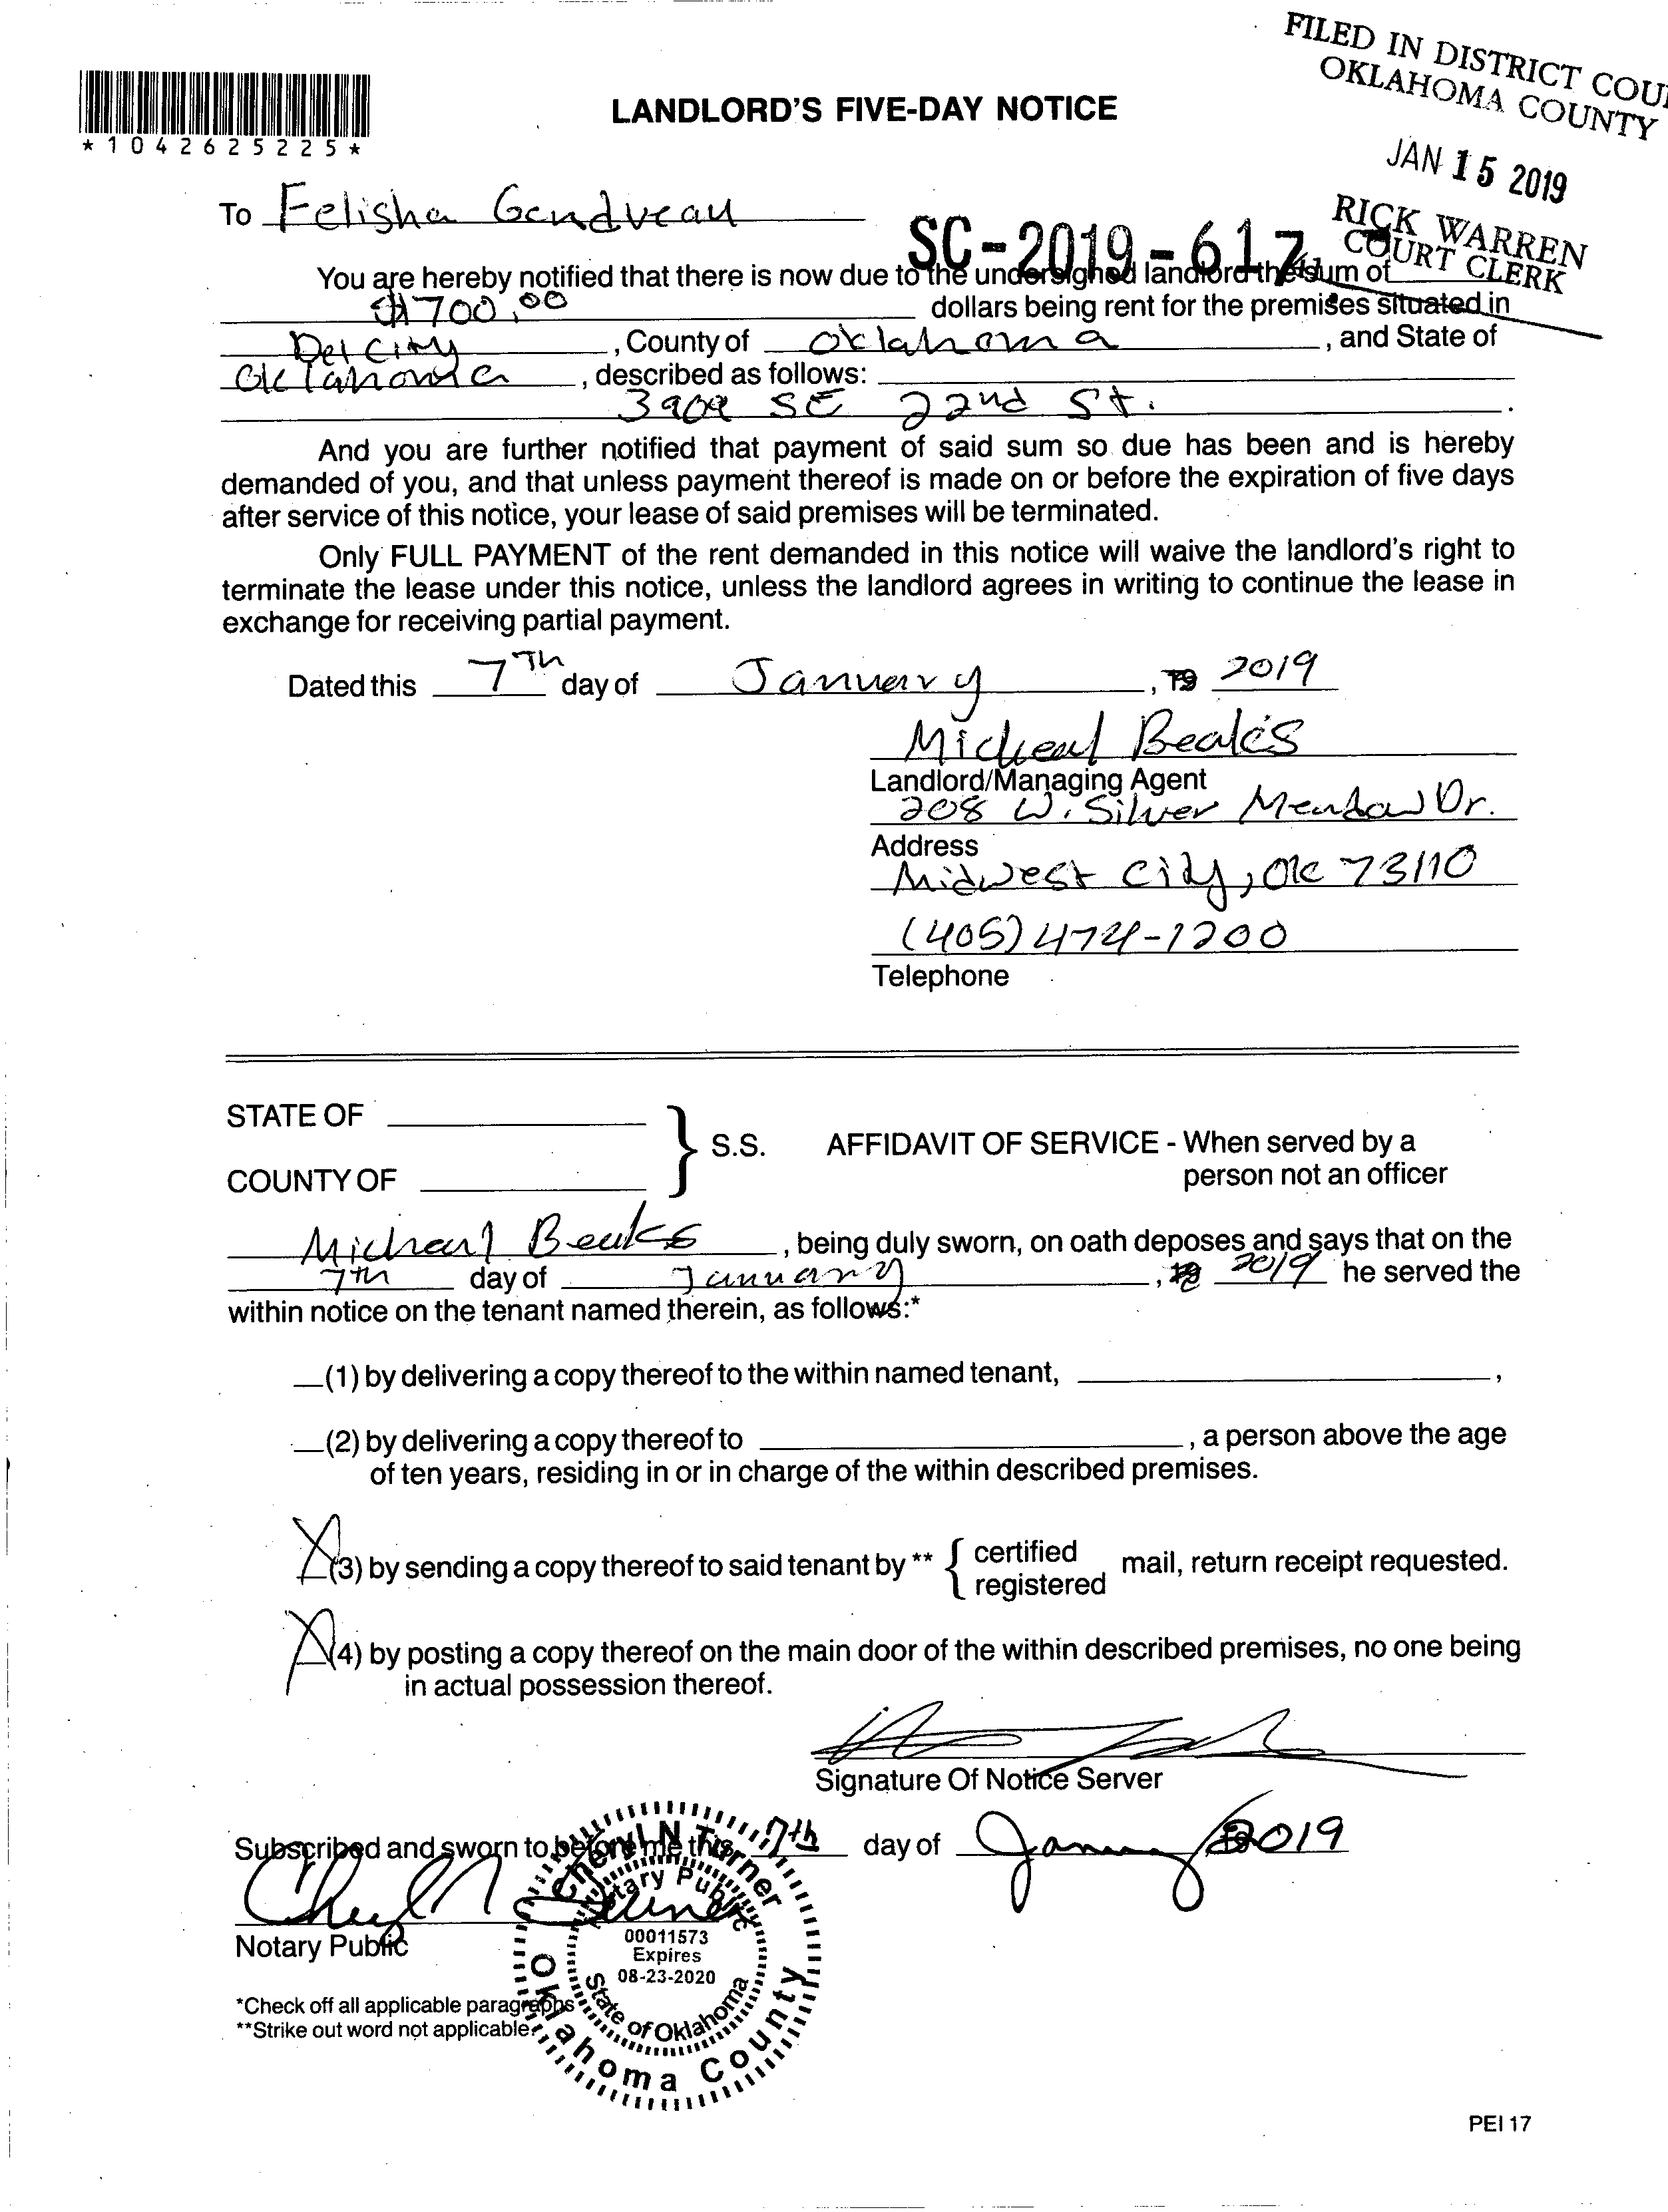 FILED IN DISTRICT COU
OKLAHOMA COUNTY
JAN 15 2019
RICK WARREN
COURT CLERK
*1042625225*
LANDLORD'S FIVE-DAY NOTICE
To Felisha Gendveau
SC-2019-617
You are hereby notified that there is now due to the undersigned landlord the sum of
$700.00 dollars being rent for the premises situated in
Del City, County of Oklahoma, and State of
Oklahoma, described as follows:
3909 SE 22nd St.
And you are further notified that payment of said sum so due has been and is hereby
demanded of you, and that unless payment thereof is made on or before the expiration of five days
after service of this notice, your lease of said premises will be terminated.
Only FULL PAYMENT of the rent demanded in this notice will waive the landlord's right to
terminate the lease under this notice, unless the landlord agrees in writing to continue the lease in
exchange for receiving partial payment.
Dated this 7Th day of January, 19 2019
Micheal Beales
Landlord/Managing Agent
208 W. Silver Meadow Dr.
Address
Midwest City, OK 73110
(405) 474-1200
Telephone
STATE OF
COUNTY OF
S.S. AFFIDAVIT OF SERVICE - When served by a
person not an officer
Michael, being duly sworn, on oath deposes and says that on the
7th day of January, 19 2019 he served the
within notice on the tenant named therein, as follows:*
(1) by delivering a copy thereof to the within named tenant, ,
(2) by delivering a copy thereof to , a person above the age
of ten years, residing in or in charge of the within described premises.
X (3) by sending a copy thereof to said tenant by ** { certified registered mail, return receipt requested.
X (4) by posting a copy thereof on the main door of the within described premises, no one being
in actual possession thereof.
Signature Of Notice Server
Subscribed and sworn to before me this 7th day of January 2019
Cheryl N Turner
Notary Public
Cheryl N Turner
Notary Public
00011573
Expires
08-23-2020
State of Oklahoma
Oklahoma County
*Check off all applicable paragraphs
**Strike out word not applicable.
PEI 17